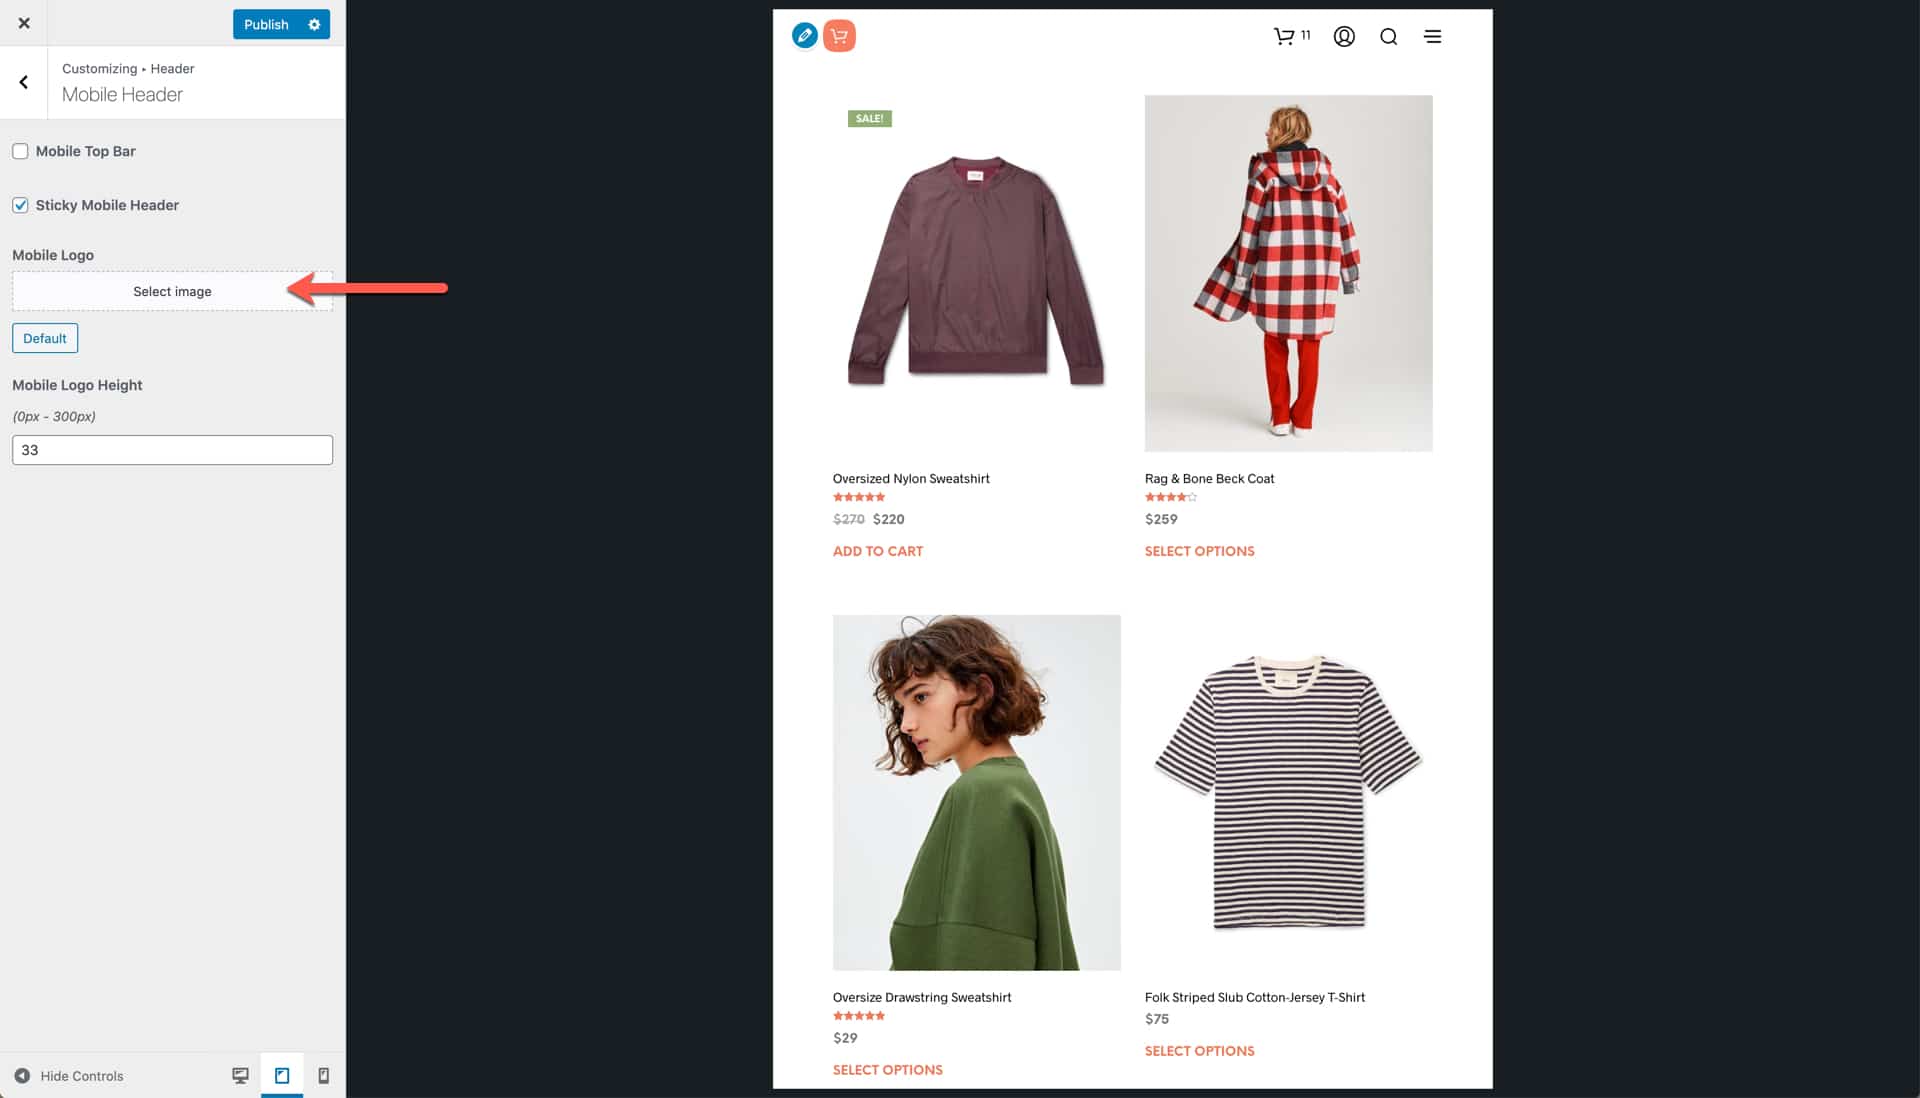 Publish
Customizing ▸ Header
Mobile Header
Mobile Top Bar
Sticky Mobile Header
Mobile Logo
Select image
Default
Mobile Logo Height
(0px - 300px)
33
Hide Controls
11
SALE!
Oversized Nylon Sweatshirt
$270 $220
ADD TO CART
Rag & Bone Beck Coat
$259
SELECT OPTIONS
Oversize Drawstring Sweatshirt
$29
SELECT OPTIONS
Folk Striped Slub Cotton-Jersey T-Shirt
$75
SELECT OPTIONS